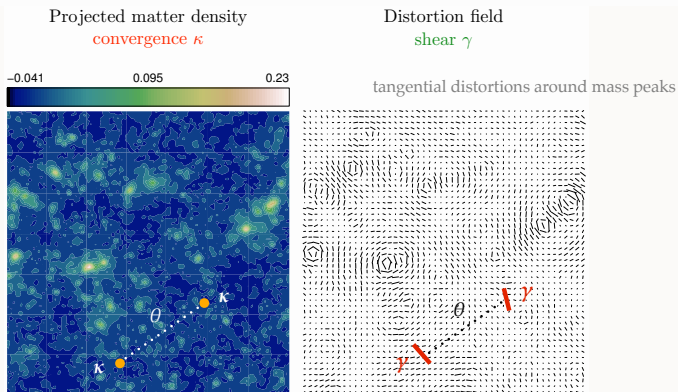 Projected matter density
convergence κ
Distortion field
shear γ
−0.041 0.095 0.23
tangential distortions around mass peaks
κ
θ
κ
γ
θ
γ